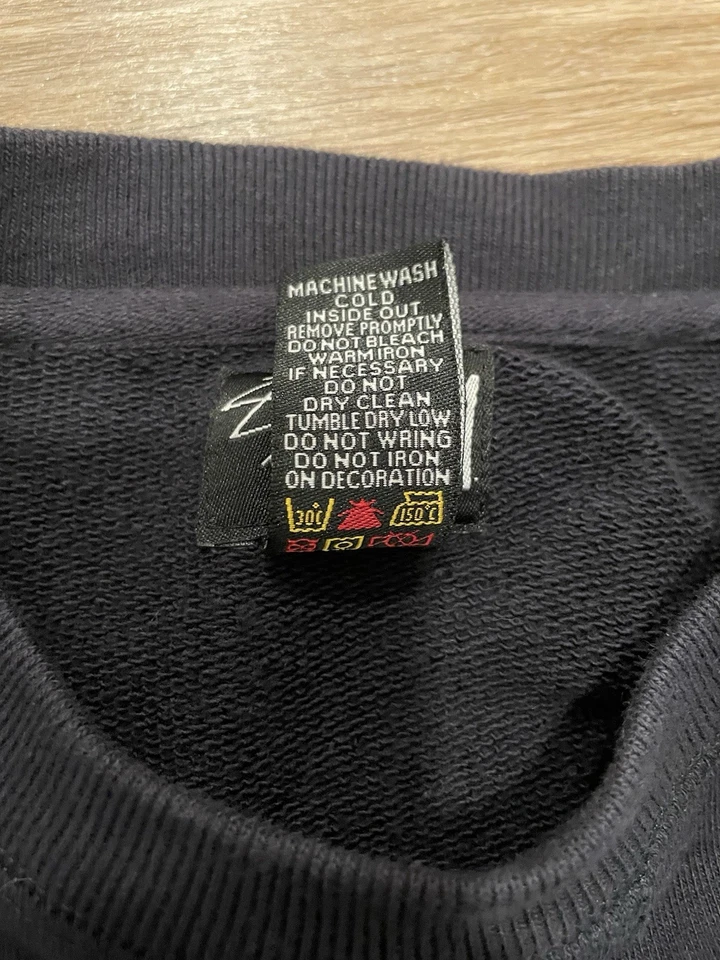 MACHINE WASH
COLD
INSIDE OUT
REMOVE PROMPTLY
DO NOT BLEACH
WARM IRON
IF NECESSARY
DO NOT
DRY CLEAN
TUMBLE DRY LOW
DO NOT WRING
DO NOT IRON
ON DECORATION
30°C 150°C